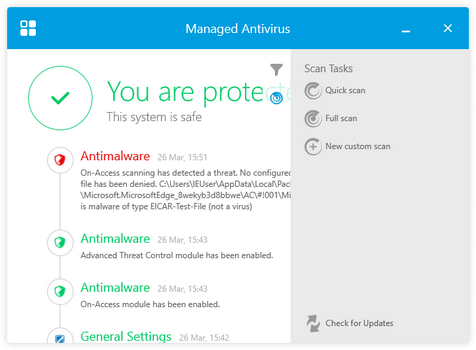 Managed Antivirus
You are protecte
This system is safe
Antimalware 26 Mar, 15:51
On-Access scanning has detected a threat. No configured
file has been denied. C:\Users\IEUser\AppData\Local\Pack
\Microsoft.MicrosoftEdge_8wekyb3d8bbwe\AC\#!001\Mi
is malware of type EICAR-Test-File (not a virus)
Antimalware 26 Mar, 15:43
Advanced Threat Control module has been enabled.
Antimalware 26 Mar, 15:43
On-Access module has been enabled.
General Settings 26 Mar, 15:42
Scan Tasks
Quick scan
Full scan
New custom scan
Check for Updates